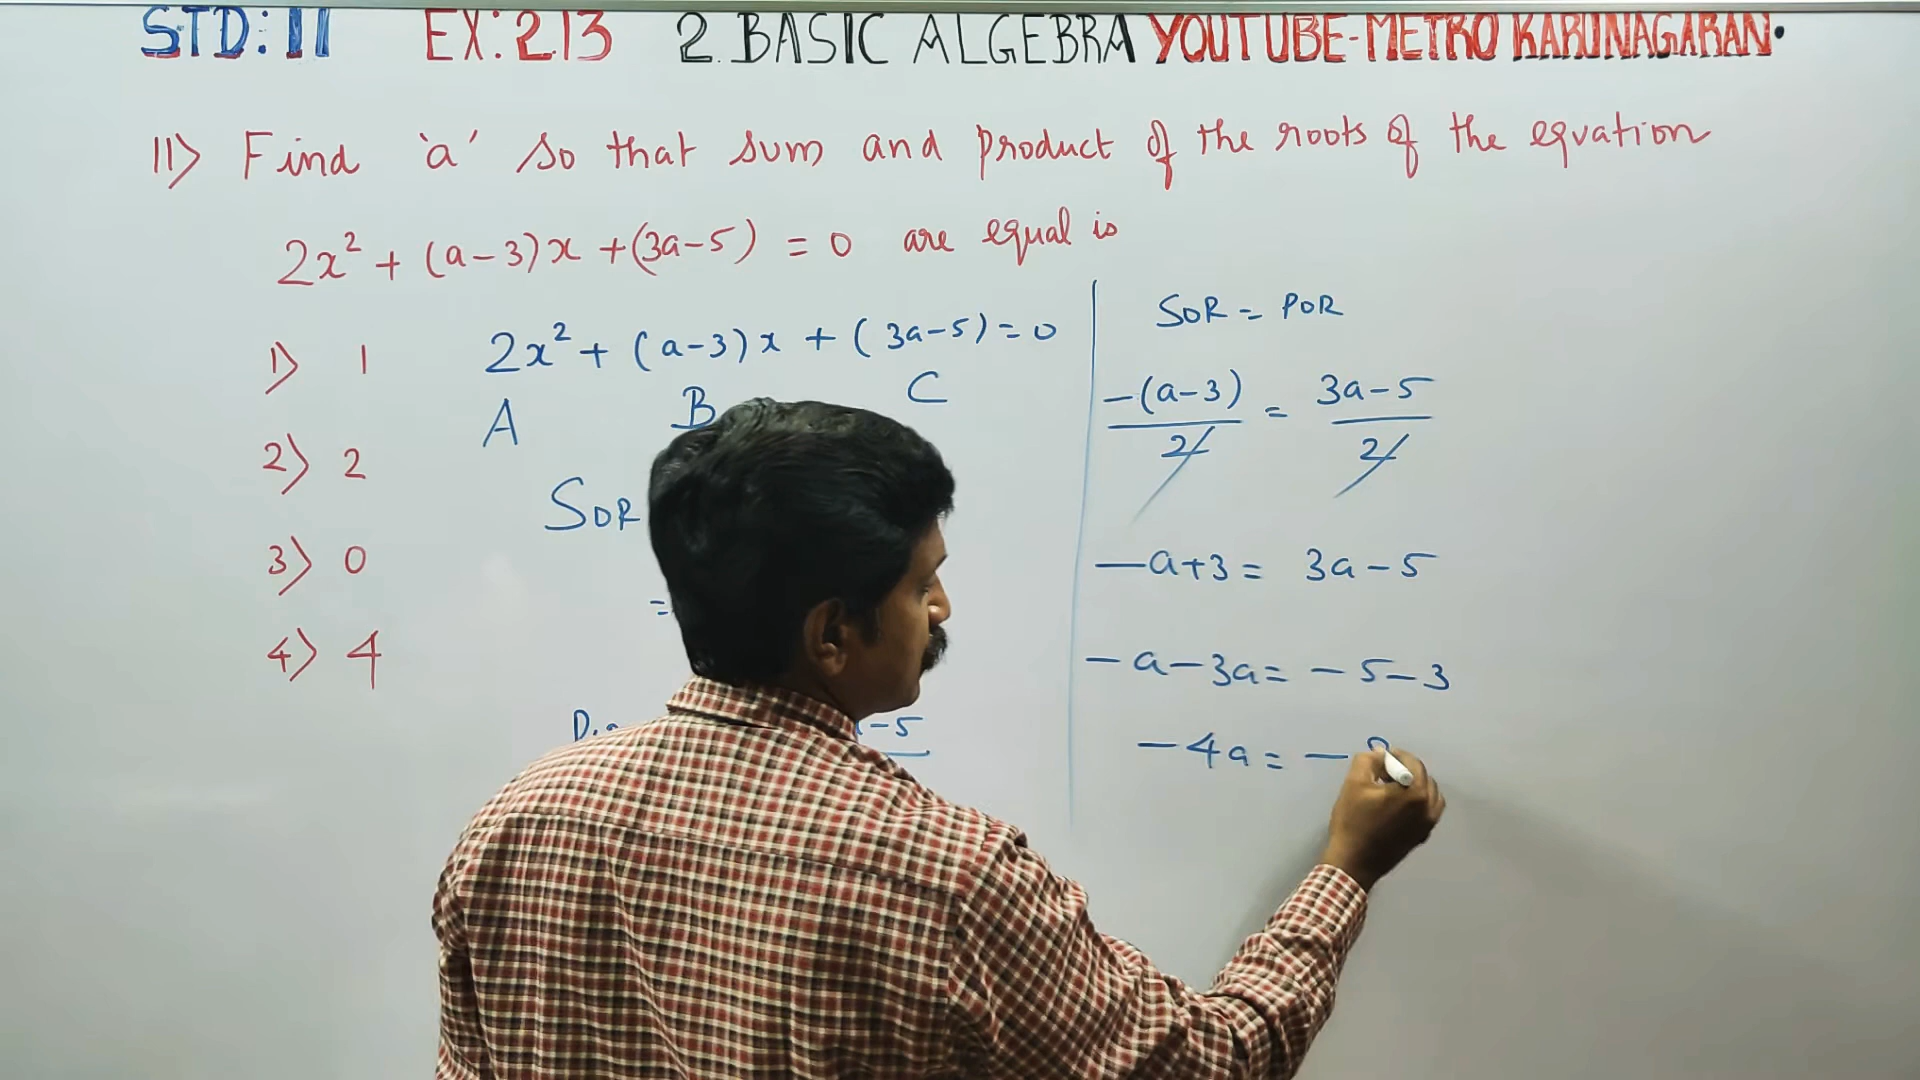 STD: 11 EX: 2.13 2. BASIC ALGEBRA YOUTUBE-METRO KARUNAGARAN.
11) Find 'a' so that sum and product of the roots of the equation
2x² + (a-3)x + (3a-5) = 0 are equal is
1) 1
2) 2
3) 0
4) 4
2x² + (a-3)x + (3a-5) = 0
A B C
SOR
=
-5
SOR = POR
-(a-3)/2 = 3a-5/2
-a+3 = 3a-5
-a-3a = -5-3
-4a = -